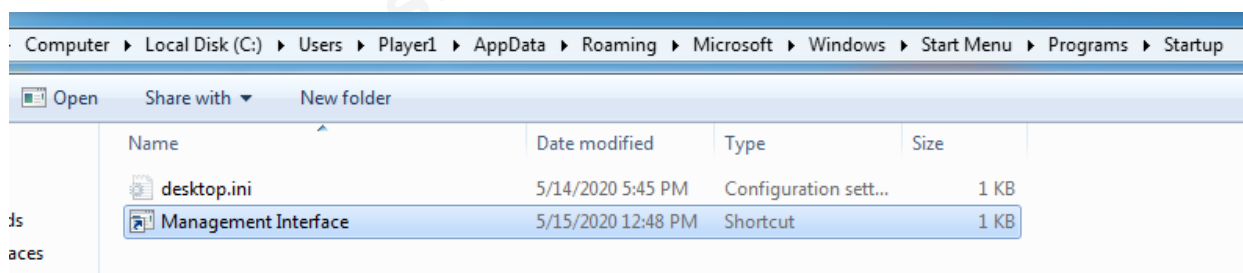 Computer ▸ Local Disk (C:) ▸ Users ▸ Player1 ▸ AppData ▸ Roaming ▸ Microsoft ▸ Windows ▸ Start Menu ▸ Programs ▸ Startup
Open Share with ▾ New folder
Name Date modified Type Size
desktop.ini 5/14/2020 5:45 PM Configuration sett... 1 KB
Management Interface 5/15/2020 12:48 PM Shortcut 1 KB